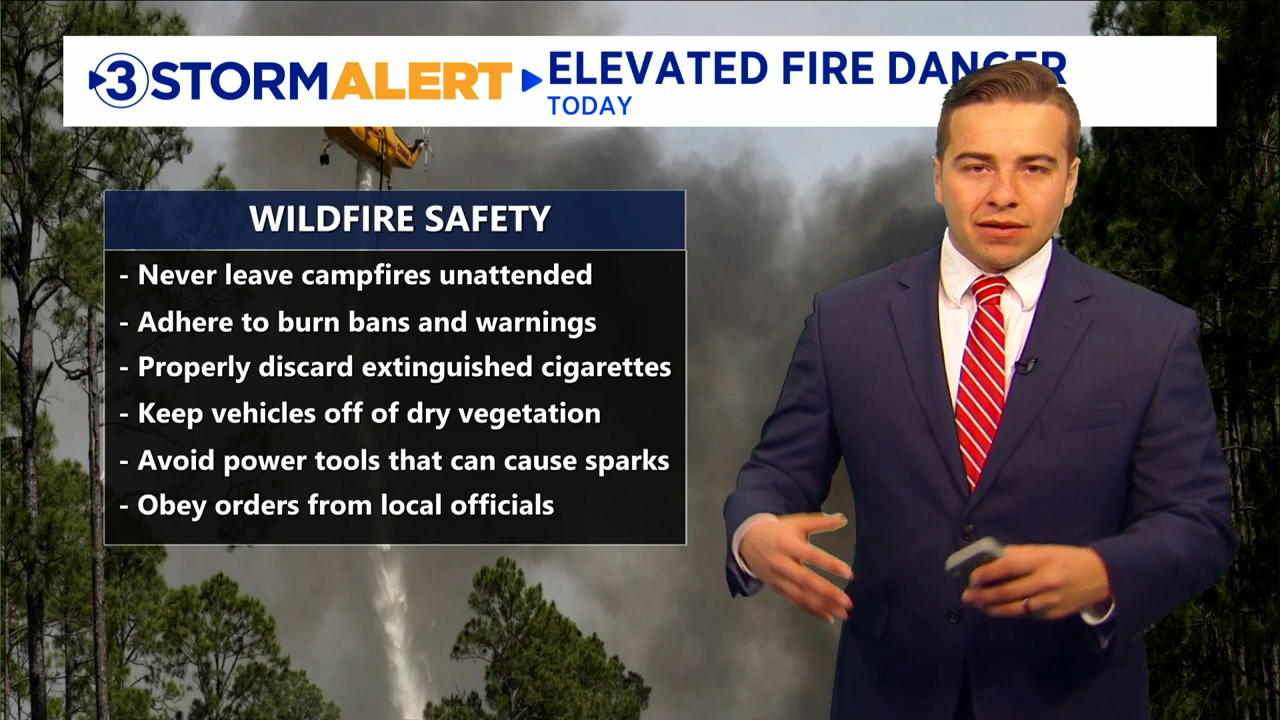 3 STORMALERT
ELEVATED FIRE DANGER
TODAY
WILDFIRE SAFETY
- Never leave campfires unattended
- Adhere to burn bans and warnings
- Properly discard extinguished cigarettes
- Keep vehicles off of dry vegetation
- Avoid power tools that can cause sparks
- Obey orders from local officials